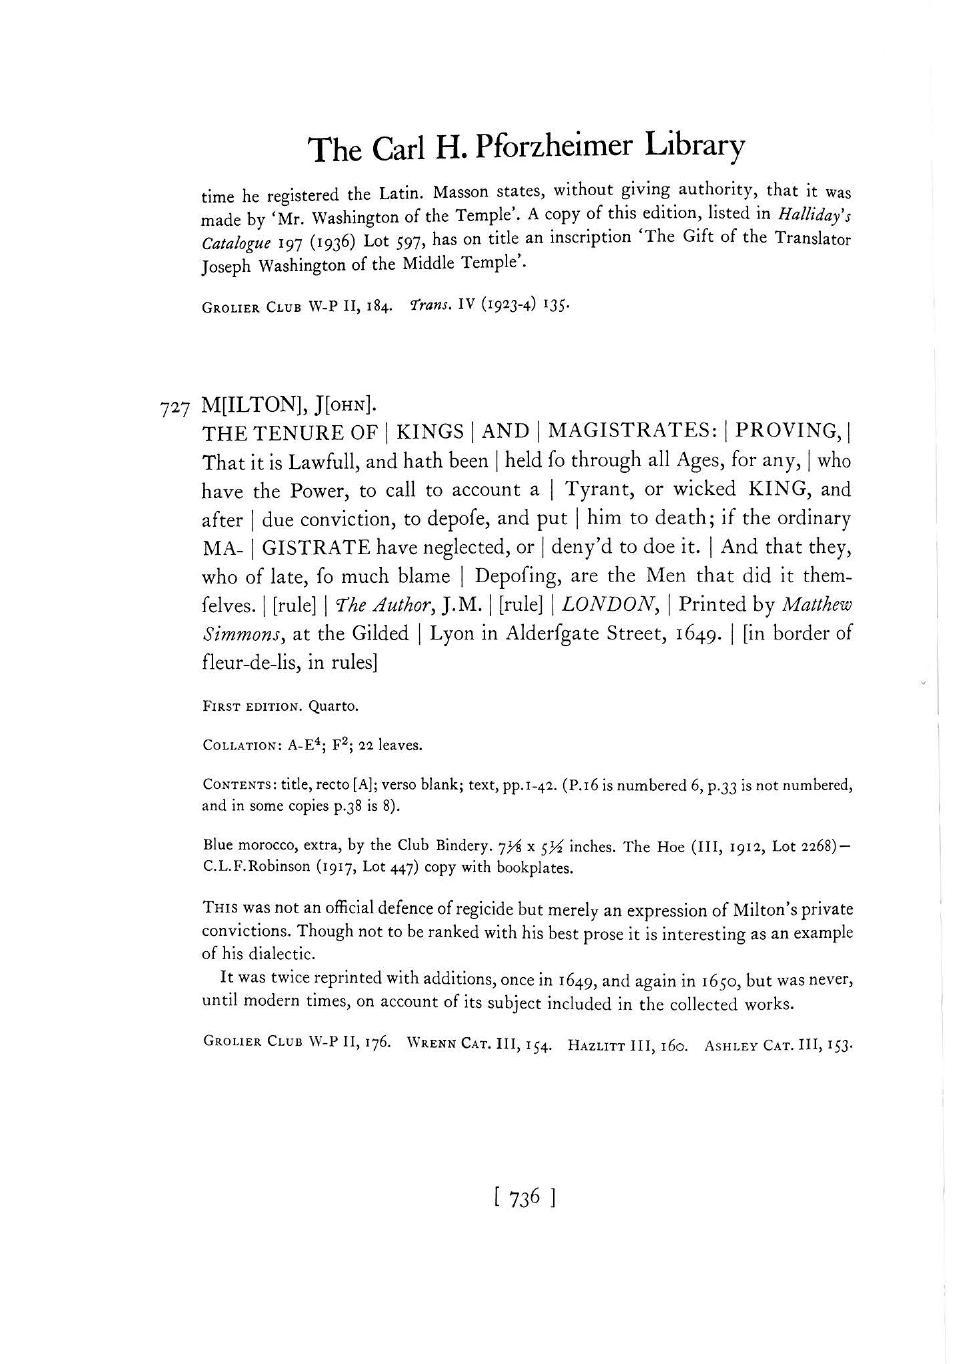 The Carl H. Pforzheimer Library
time he registered the Latin. Masson states, without giving authority, that it was
made by ‘Mr. Washington of the Temple’. A copy of this edition, listed in Halliday's
Catalogue 197 (1936) Lot 597, has on title an inscription ‘The Gift of the Translator
Joseph Washington of the Middle Temple’.
GROLIER CLUB W-P II, 184. Trans. IV (1923-4) 135.
727 M[ILTON], J[OHN].
THE TENURE OF | KINGS | AND | MAGISTRATES: | PROVING, |
That it is Lawfull, and hath been | held ſo through all Ages, for any, | who
have the Power, to call to account a | Tyrant, or wicked KING, and
after | due conviction, to depoſe, and put | him to death; if the ordinary
MA- | GISTRATE have neglected, or | deny'd to doe it. | And that they,
who of late, ſo much blame | Depoſing, are the Men that did it them-
ſelves. | [rule] | The Author, J.M. | [rule] | LONDON, | Printed by Matthew
Simmons, at the Gilded | Lyon in Alderſgate Street, 1649. | [in border of
fleur-de-lis, in rules]
FIRST EDITION. Quarto.
COLLATION: A-E⁴; F²; 22 leaves.
CONTENTS: title, recto [A]; verso blank; text, pp.1-42. (P.16 is numbered 6, p.33 is not numbered,
and in some copies p.38 is 8).
Blue morocco, extra, by the Club Bindery. 7⅛ x 5½ inches. The Hoe (III, 1912, Lot 2268)—
C.L.F.Robinson (1917, Lot 447) copy with bookplates.
THIS was not an official defence of regicide but merely an expression of Milton's private
convictions. Though not to be ranked with his best prose it is interesting as an example
of his dialectic.
It was twice reprinted with additions, once in 1649, and again in 1650, but was never,
until modern times, on account of its subject included in the collected works.
GROLIER CLUB W-P II, 176. WRENN CAT. III, 154. HAZLITT III, 160. ASHLEY CAT. III, 153.
[ 736 ]